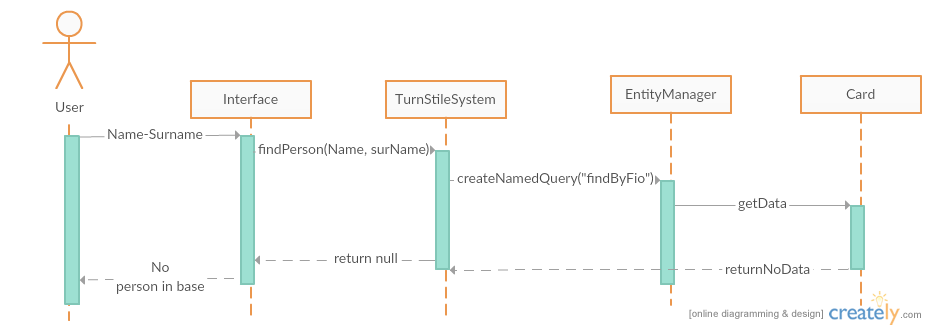 User
Interface
TurnStileSystem
EntityManager
Card
Name-Surname
findPerson(Name, surName)
createNamedQuery("findByFio")
getData
return null
returnNoData
No
person in base
[online diagramming & design] creately.com